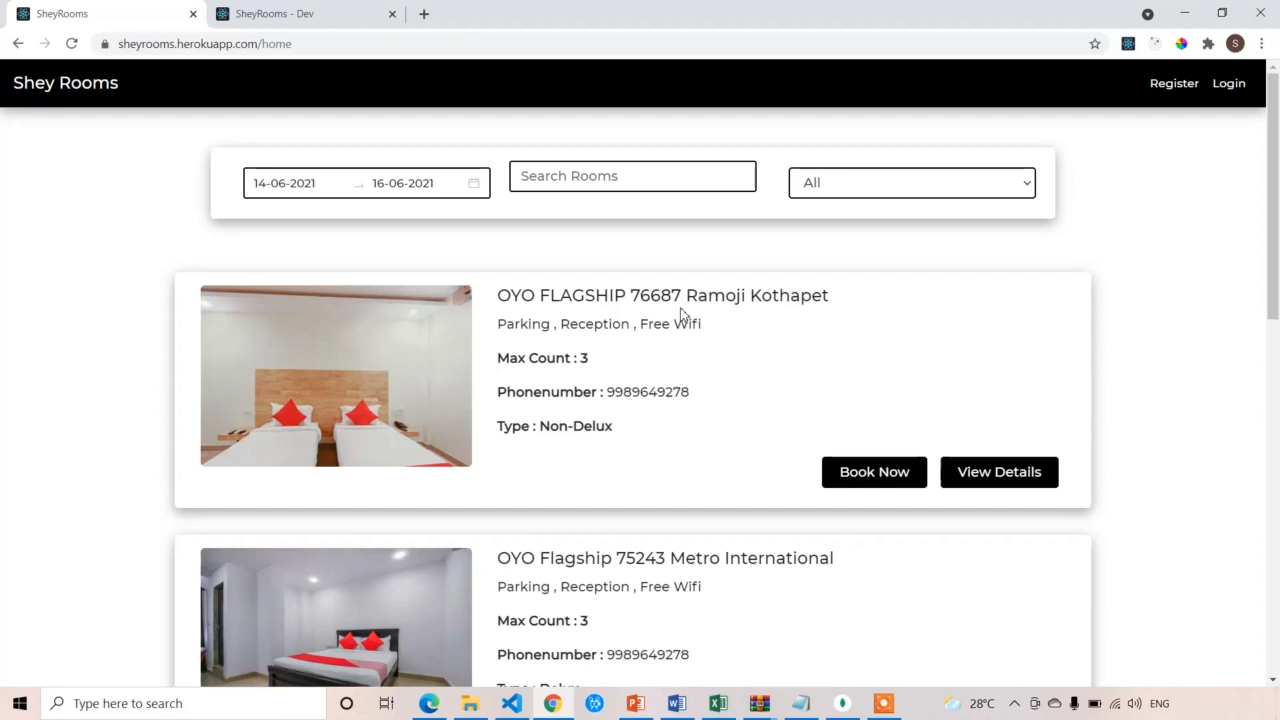 SheyRooms
SheyRooms - Dev
sheyrooms.herokuapp.com/home
S
Shey Rooms
Register Login
14-06-2021 16-06-2021
Search Rooms
All
OYO FLAGSHIP 76687 Ramoji Kothapet
Parking , Reception , Free Wifi
Max Count : 3
Phonenumber : 9989649278
Type : Non-Delux
Book Now View Details
OYO Flagship 75243 Metro International
Parking , Reception , Free Wifi
Max Count : 3
Phonenumber : 9989649278
Type here to search
28°C
ENG